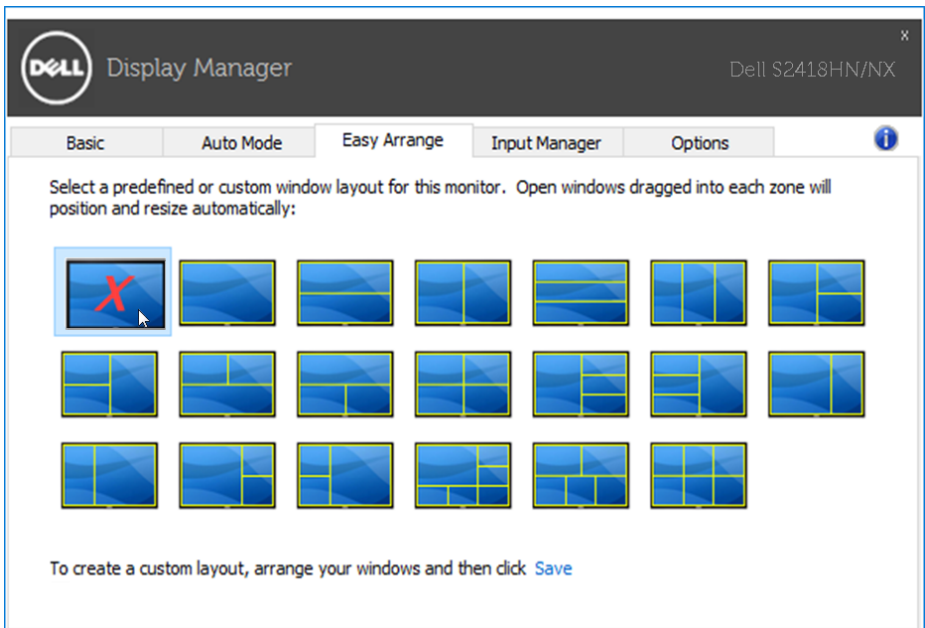 X
DELL
Display Manager
Dell S2418HN/NX
Basic
Auto Mode
Easy Arrange
Input Manager
Options
i
Select a predefined or custom window layout for this monitor. Open windows dragged into each zone will
position and resize automatically:
X
To create a custom layout, arrange your windows and then click Save